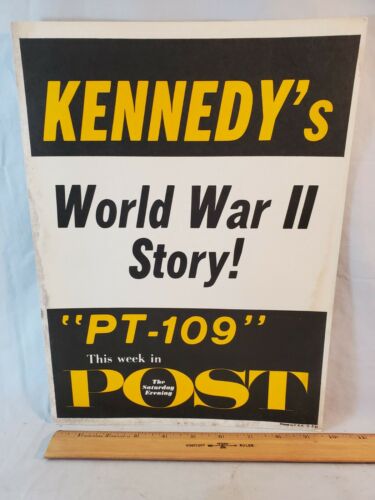 KENNEDY's
World War II
Story!
"PT-109"
This week in
The
Saturday
Evening
POST